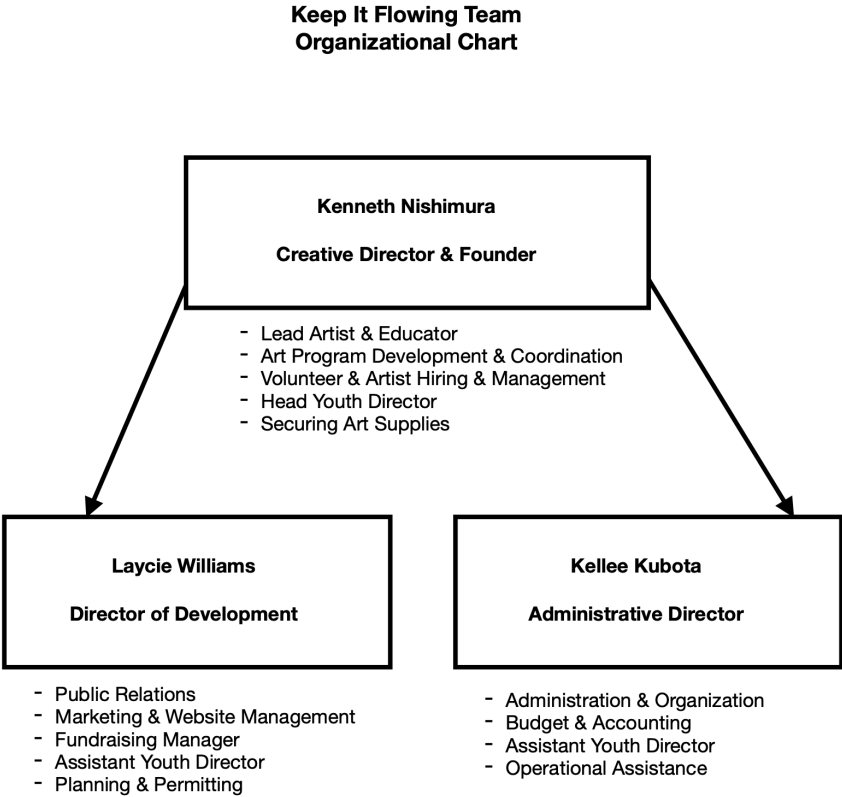 Keep It Flowing Team
Organizational Chart
Kenneth Nishimura
Creative Director & Founder
- Lead Artist & Educator
- Art Program Development & Coordination
- Volunteer & Artist Hiring & Management
- Head Youth Director
- Securing Art Supplies
Laycie Williams
Director of Development
- Public Relations
- Marketing & Website Management
- Fundraising Manager
- Assistant Youth Director
- Planning & Permitting
Kellee Kubota
Administrative Director
- Administration & Organization
- Budget & Accounting
- Assistant Youth Director
- Operational Assistance